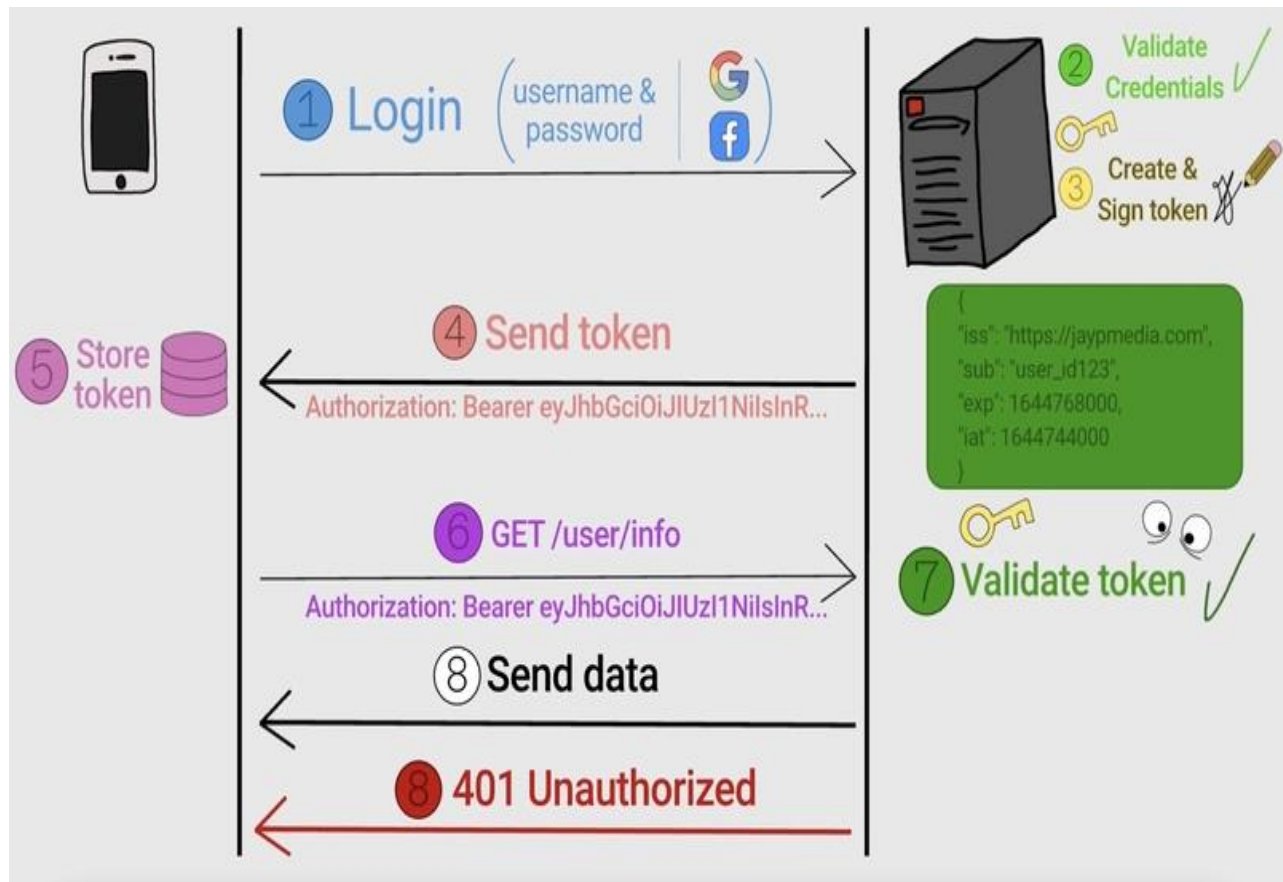 1 Login
username &
password
G
f
2 Validate
Credentials
3 Create &
Sign token
4 Send token
Authorization: Bearer eyJhbGciOiJIUzI1NiIsInR...
5 Store
token
{
"iss": "https://jaypmedia.com",
"sub": "user_id123",
"exp": 1644768000,
"iat": 1644744000
}
6 GET /user/info
Authorization: Bearer eyJhbGciOiJIUzI1NiIsInR...
7 Validate token
8 Send data
8 401 Unauthorized